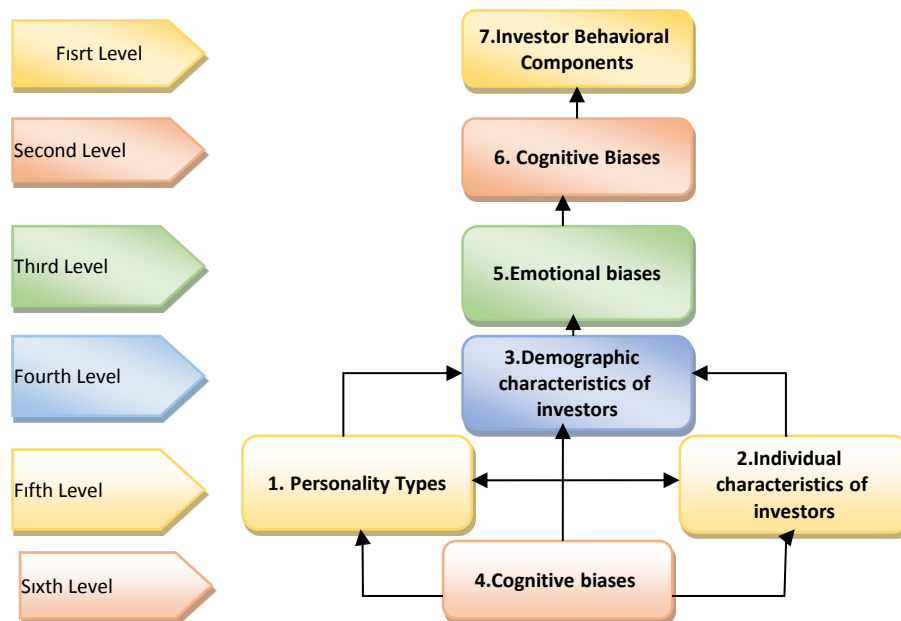 Fısrt Level
7.Investor Behavioral
Components
Second Level
6. Cognitive Biases
Thırd Level
5.Emotional biases
Fourth Level
3.Demographic
characteristics of
investors
Fıfth Level
1. Personality Types
2.Individual
characteristics of
investors
Sıxth Level
4.Cognitive biases